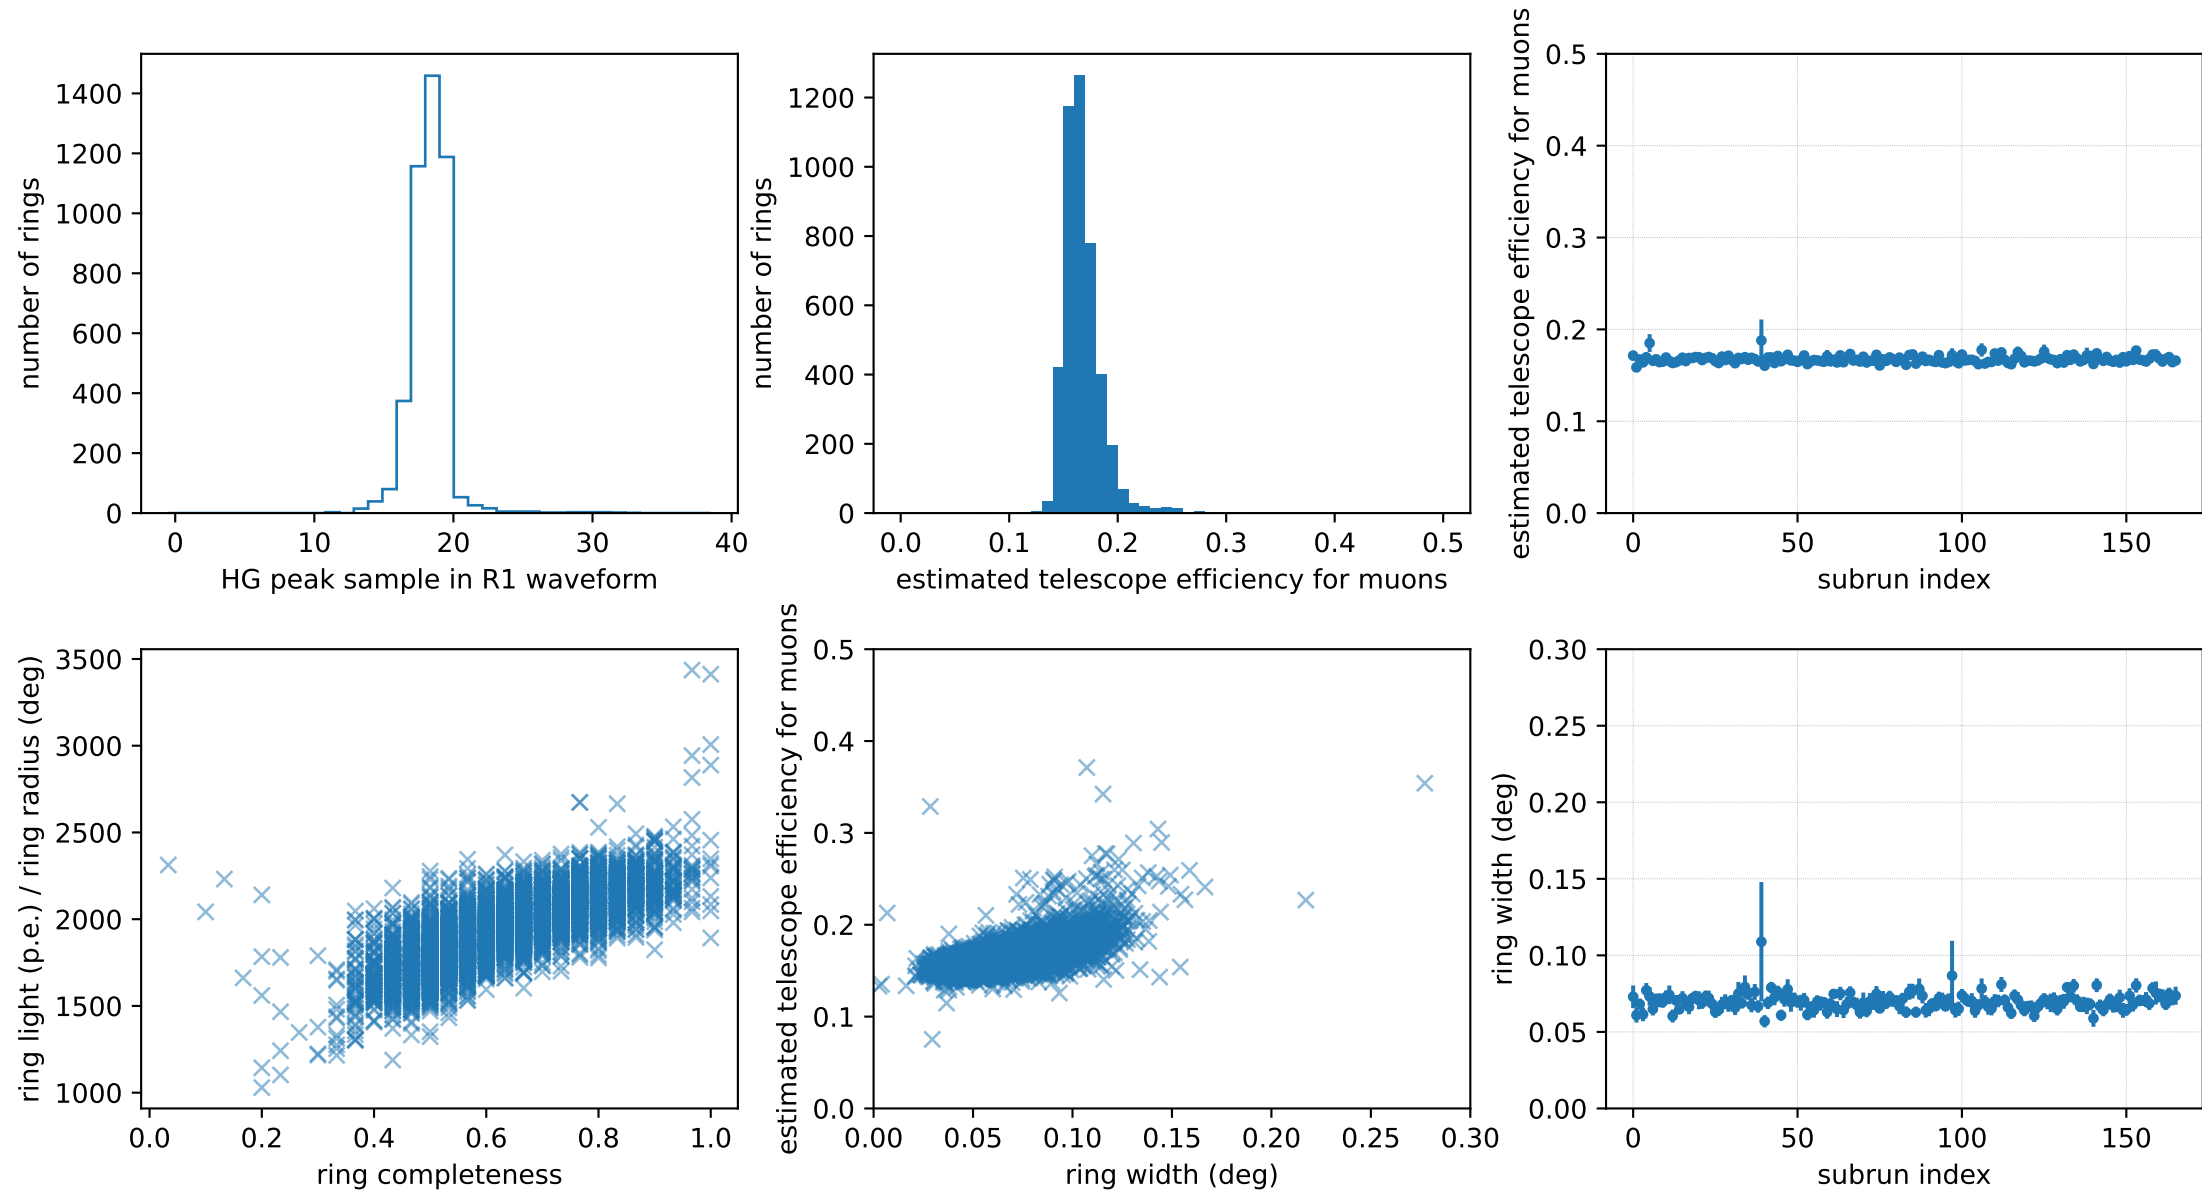 number of rings
1400
1200
1000
800
600
400
200
0
0 10 20 30 40
HG peak sample in R1 waveform
number of rings
1200
1000
800
600
400
200
0
0.0 0.1 0.2 0.3 0.4 0.5
estimated telescope efficiency for muons
estimated telescope efficiency for muons
0.5
0.4
0.3
0.2
0.1
0.0
0 50 100 150
subrun index
ring light (p.e.) / ring radius (deg)
3500
3000
2500
2000
1500
1000
0.0 0.2 0.4 0.6 0.8 1.0
ring completeness
estimated telescope efficiency for muons
0.5
0.4
0.3
0.2
0.1
0.0
0.00 0.05 0.10 0.15 0.20 0.25 0.30
ring width (deg)
ring width (deg)
0.30
0.25
0.20
0.15
0.10
0.05
0.00
0 50 100 150
subrun index